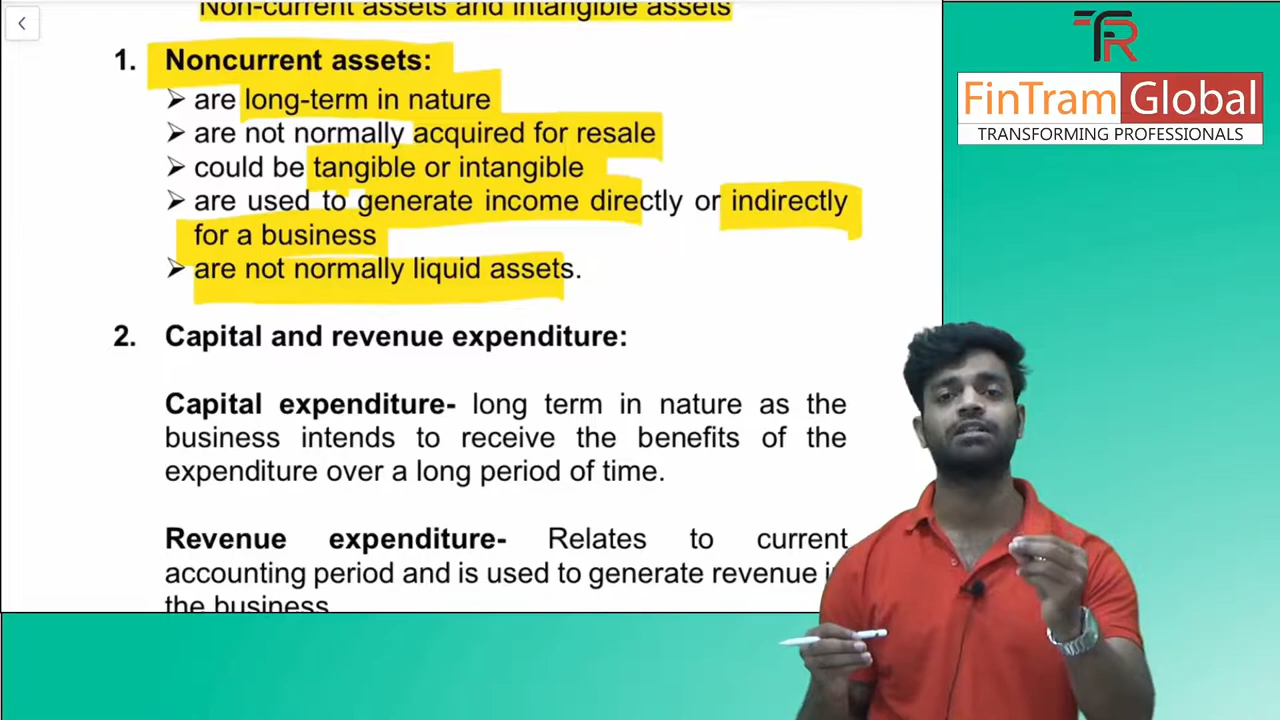 Non-current assets and intangible assets
1. Noncurrent assets:
➢ are long-term in nature
➢ are not normally acquired for resale
➢ could be tangible or intangible
➢ are used to generate income directly or indirectly
for a business
➢ are not normally liquid assets.
2. Capital and revenue expenditure:
Capital expenditure- long term in nature as the
business intends to receive the benefits of the
expenditure over a long period of time.
Revenue expenditure- Relates to current
accounting period and is used to generate revenue
the business
TFR
FinTram Global
TRANSFORMING PROFESSIONALS